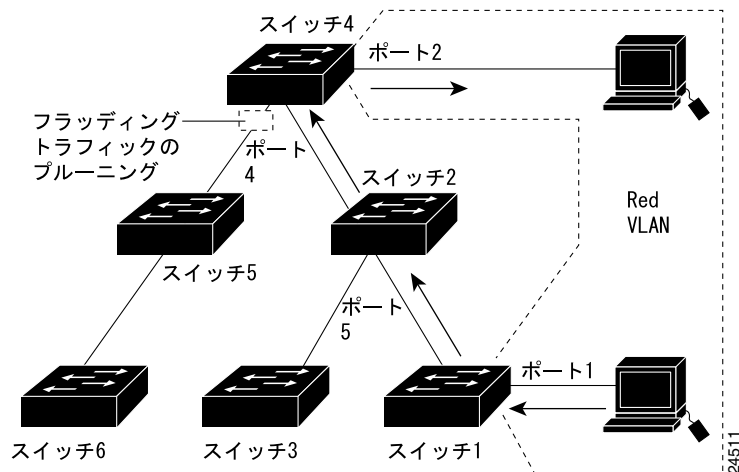 スイッチ4
ポート2
フラッディング
トラフィックの
プルーニング
ポート
4
スイッチ2
Red
VLAN
スイッチ5
ポート
5
ポート1
スイッチ6
スイッチ3
スイッチ1
24511